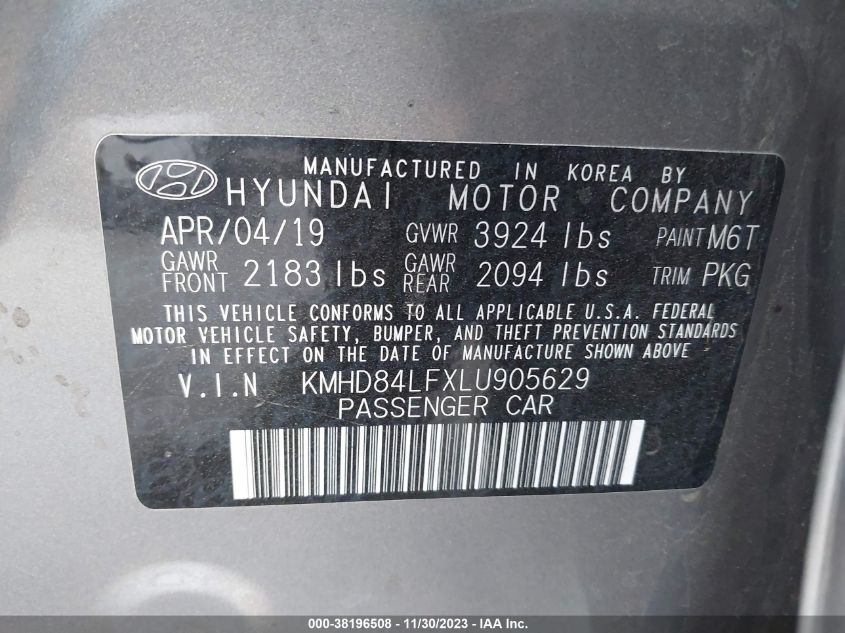 MANUFACTURED IN KOREA BY
HYUNDAI MOTOR COMPANY
APR/04/19 GVWR 3924 lbs PAINT M6T
GAWR FRONT 2183 lbs GAWR REAR 2094 lbs TRIM PKG
THIS VEHICLE CONFORMS TO ALL APPLICABLE U.S.A. FEDERAL
MOTOR VEHICLE SAFETY, BUMPER, AND THEFT PREVENTION STANDARDS
IN EFFECT ON THE DATE OF MANUFACTURE SHOWN ABOVE
V.I.N KMHD84LFXLU905629
PASSENGER CAR
000-38196508 - 11/30/2023 - IAA Inc.